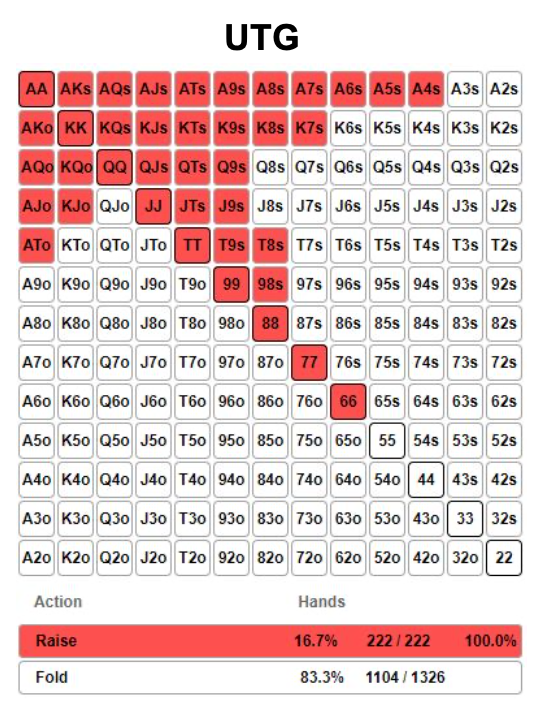 UTG
AA AKs AQs AJs ATs A9s A8s A7s A6s A5s A4s A3s A2s
AKo KK KQs KJs KTs K9s K8s K7s K6s K5s K4s K3s K2s
AQo KQo QQ QJs QTs Q9s Q8s Q7s Q6s Q5s Q4s Q3s Q2s
AJo KJo QJo JJ JTs J9s J8s J7s J6s J5s J4s J3s J2s
ATo KTo QTo JTo TT T9s T8s T7s T6s T5s T4s T3s T2s
A9o K9o Q9o J9o T9o 99 98s 97s 96s 95s 94s 93s 92s
A8o K8o Q8o J8o T8o 98o 88 87s 86s 85s 84s 83s 82s
A7o K7o Q7o J7o T7o 97o 87o 77 76s 75s 74s 73s 72s
A6o K6o Q6o J6o T6o 96o 86o 76o 66 65s 64s 63s 62s
A5o K5o Q5o J5o T5o 95o 85o 75o 65o 55 54s 53s 52s
A4o K4o Q4o J4o T4o 94o 84o 74o 64o 54o 44 43s 42s
A3o K3o Q3o J3o T3o 93o 83o 73o 63o 53o 43o 33 32s
A2o K2o Q2o J2o T2o 92o 82o 72o 62o 52o 42o 32o 22
Action Hands
Raise 16.7% 222 / 222 100.0%
Fold 83.3% 1104 / 1326